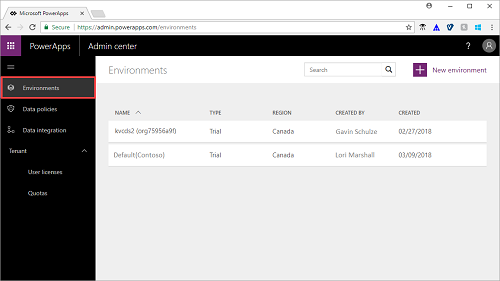 Microsoft PowerApps
Secure https://admin.powerapps.com/environments
PowerApps Admin center ?
Environments
Data policies
Data integration
Tenant
User licenses
Quotas
Environments Search New environment
NAME TYPE REGION CREATED BY CREATED
kvcds2 (org75956a9f) Trial Canada Gavin Schulze 02/27/2018
Default(Contoso) Trial Canada Lori Marshall 03/09/2018